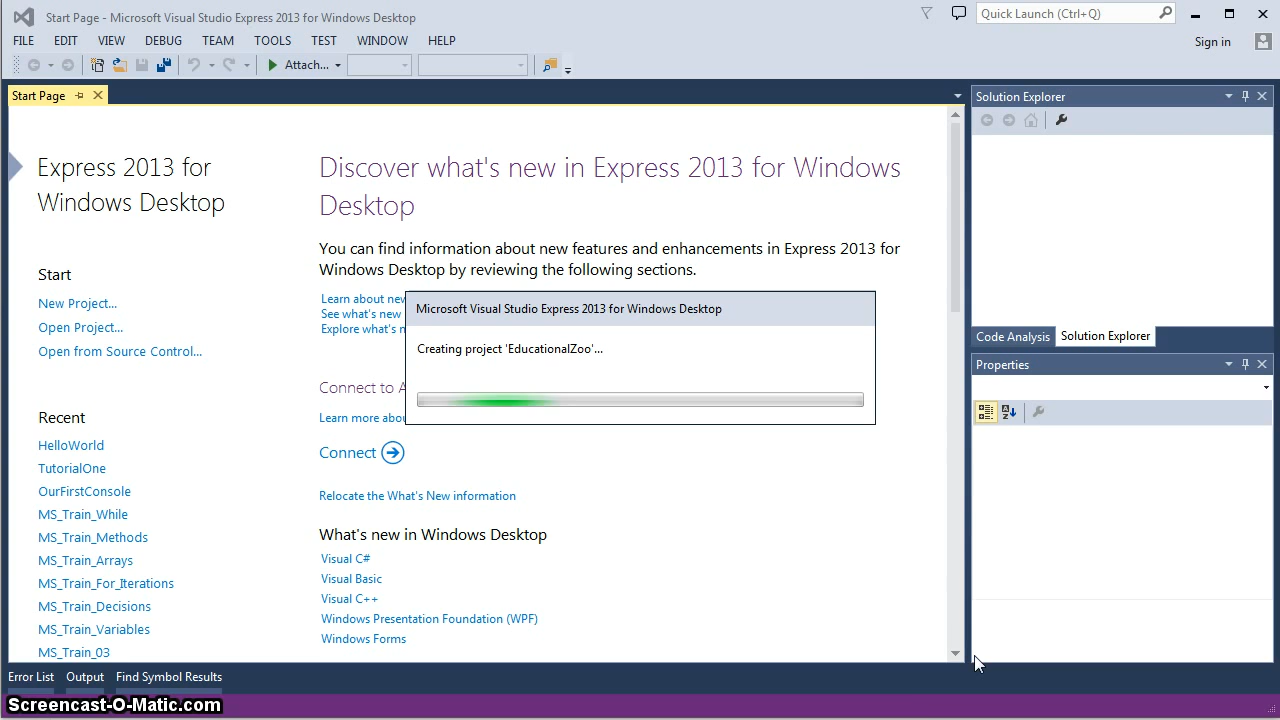 Start Page - Microsoft Visual Studio Express 2013 for Windows Desktop
Quick Launch (Ctrl+Q)
FILE EDIT VIEW DEBUG TEAM TOOLS TEST WINDOW HELP
Sign in
Attach...
Start Page
Express 2013 for
Windows Desktop
Start
New Project...
Open Project...
Open from Source Control...
Recent
HelloWorld
TutorialOne
OurFirstConsole
MS_Train_While
MS_Train_Methods
MS_Train_Arrays
MS_Train_For_Iterations
MS_Train_Decisions
MS_Train_Variables
MS_Train_03
Discover what's new in Express 2013 for Windows
Desktop
You can find information about new features and enhancements in Express 2013 for
Windows Desktop by reviewing the following sections.
Learn about new
See what's new
Explore what's n
Connect to A
Learn more abou
Connect
Relocate the What's New information
What's new in Windows Desktop
Visual C#
Visual Basic
Visual C++
Windows Presentation Foundation (WPF)
Windows Forms
Microsoft Visual Studio Express 2013 for Windows Desktop
Creating project 'EducationalZoo'...
Solution Explorer
Code Analysis Solution Explorer
Properties
Error List Output Find Symbol Results
Screencast-O-Matic.com